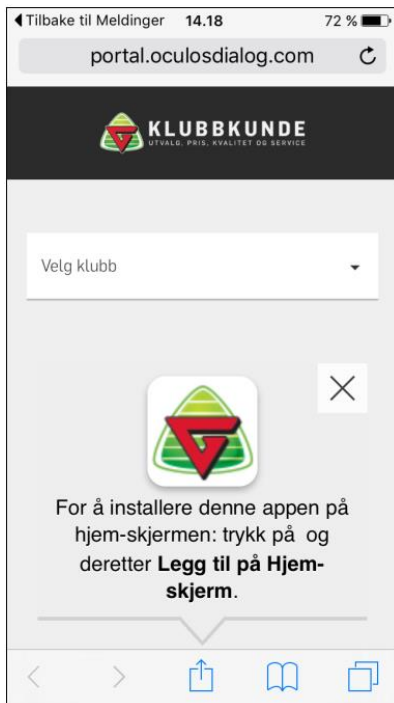 Tilbake til Meldinger 14.18 72 %
portal.oculosdialog.com
KLUBBKUNDE
UTVALG, PRIS, KVALITET OG SERVICE
Velg klubb
For å installere denne appen på
hjem-skjermen: trykk på og
deretter Legg til på Hjem-
skjerm.